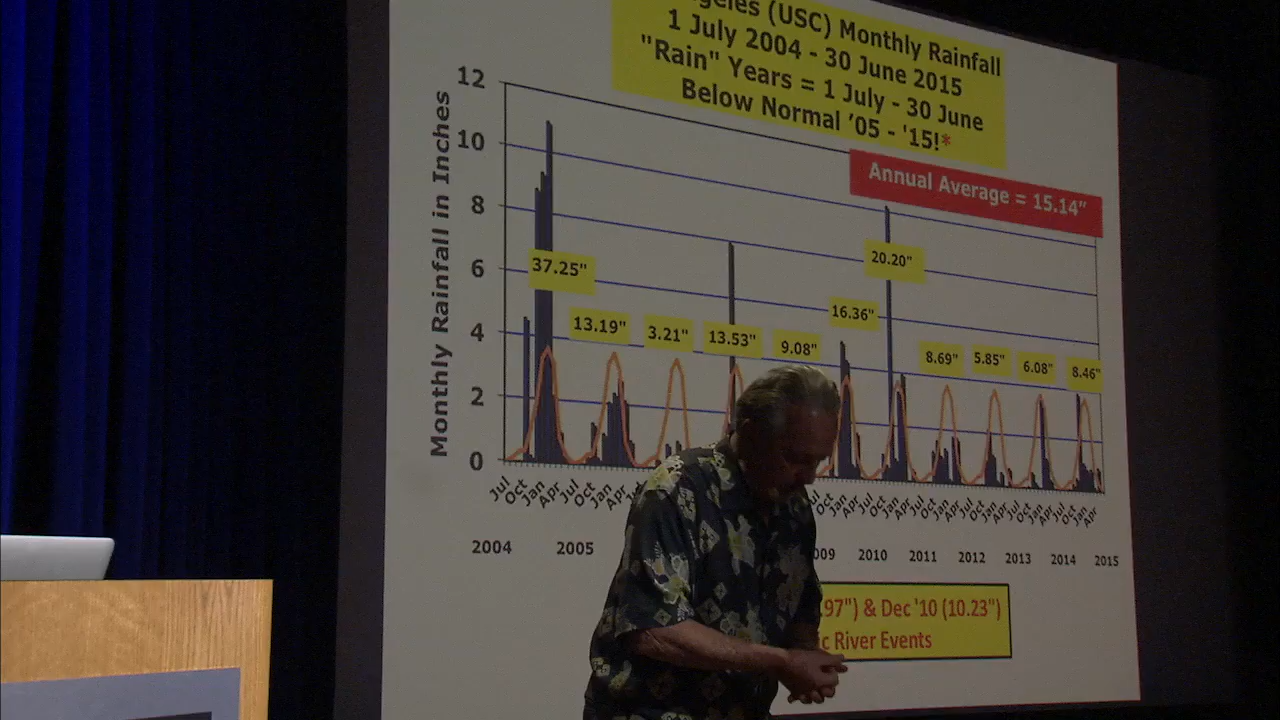 (USC) Monthly Rainfall
1 July 2004 - 30 June 2015
"Rain" Years = 1 July - 30 June
Below Normal '05 - '15!*
Annual Average = 15.14"
Monthly Rainfall in Inches
12
10
8
6
4
2
0
37.25"
13.19"
3.21"
13.53"
9.08"
16.36"
20.20"
8.69"
5.85"
6.08"
8.46"
Jul Oct Jan Apr Jul Oct Jan Apr
Jul Oct Jan Apr Jul Oct Jan Apr Jul Oct Jan Apr Jul Oct Jan Apr Jul Oct Jan Apr Jul Oct Jan Apr
2004 2005 2010 2011 2012 2013 2014 2015
97") & Dec '10 (10.23")
River Events